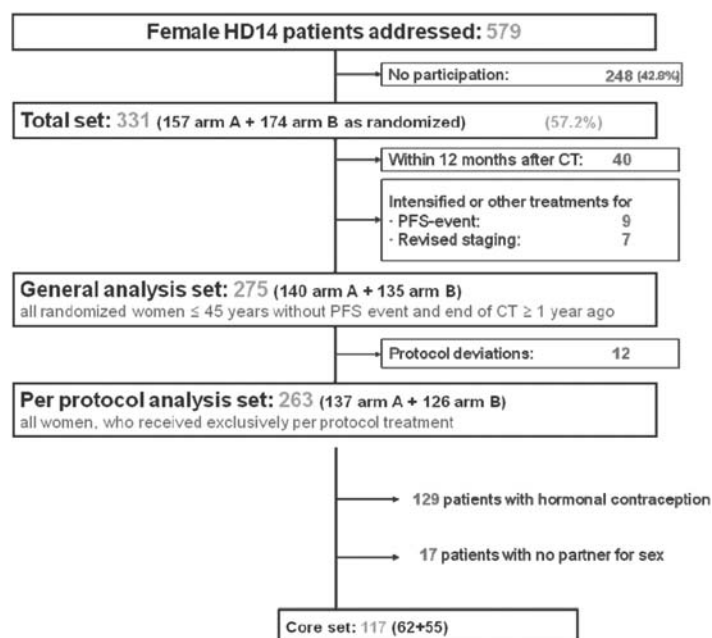 Female HD14 patients addressed: 579
No participation: 248 (42.8%)
Total set: 331 (157 arm A + 174 arm B as randomized) (57.2%)
Within 12 months after CT: 40
Intensified or other treatments for
· PFS-event: 9
· Revised staging: 7
General analysis set: 275 (140 arm A + 135 arm B)
all randomized women ≤ 45 years without PFS event and end of CT ≥ 1 year ago
Protocol deviations: 12
Per protocol analysis set: 263 (137 arm A + 126 arm B)
all women, who received exclusively per protocol treatment
129 patients with hormonal contraception
17 patients with no partner for sex
Core set: 117 (62+55)